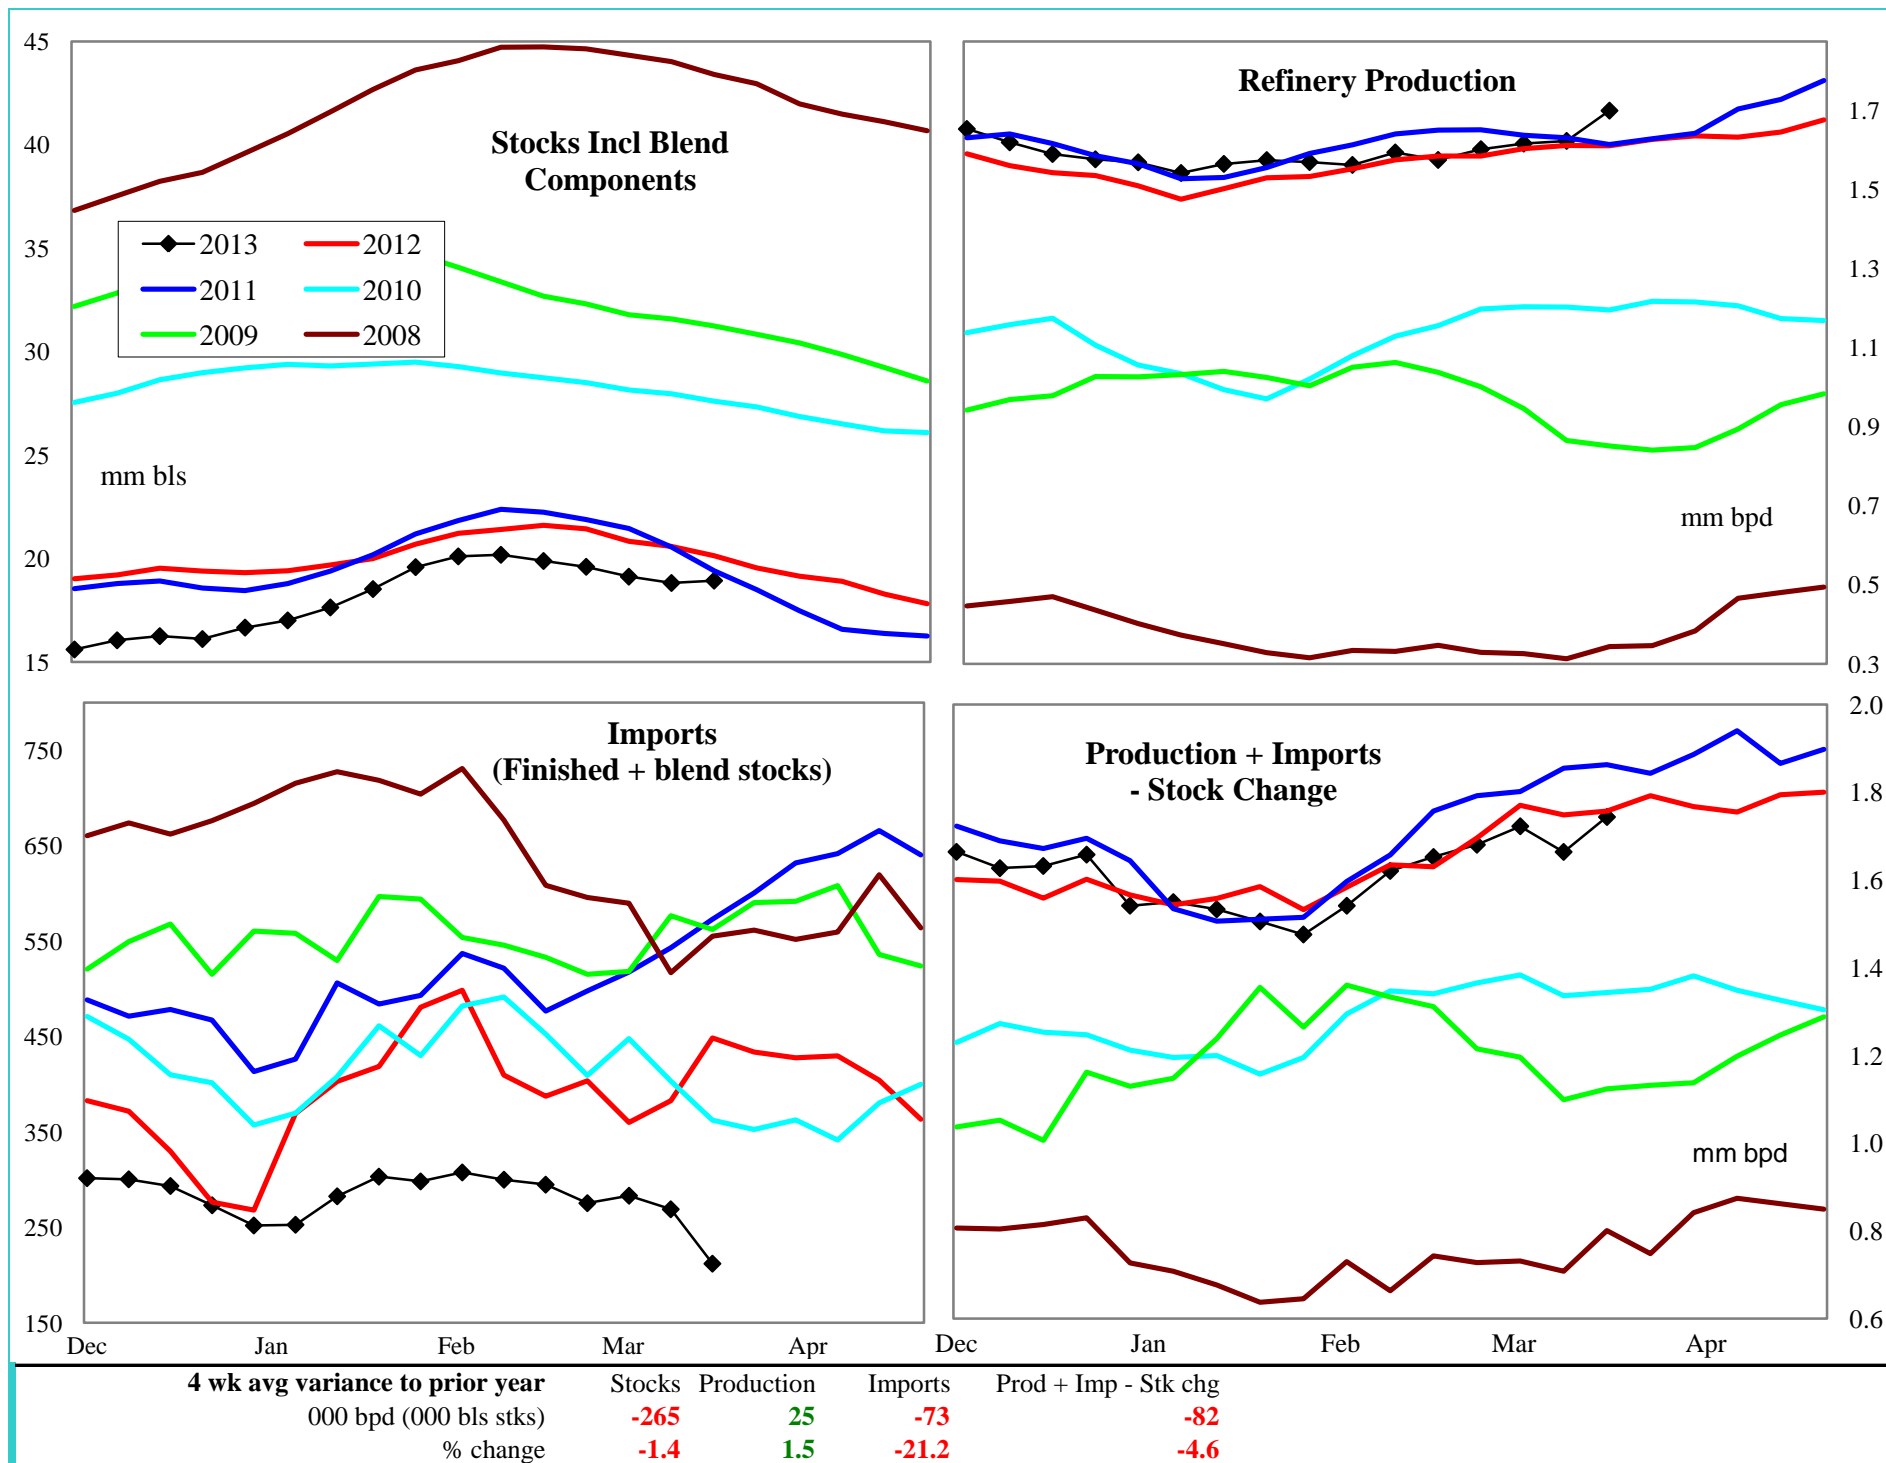 45
40
35
30
25
20
15
Stocks Incl Blend
Components
2013
2012
2011
2010
2009
2008
mm bls
Refinery Production
mm bpd
1.7
1.5
1.3
1.1
0.9
0.7
0.5
0.3
750
650
550
450
350
250
150
Imports
(Finished + blend stocks)
Dec Jan Feb Mar Apr
Production + Imports
- Stock Change
mm bpd
2.0
1.8
1.6
1.4
1.2
1.0
0.8
0.6
Dec Jan Feb Mar Apr
4 wk avg variance to prior year Stocks Production Imports Prod + Imp - Stk chg
000 bpd (000 bls stks) -265 25 -73 -82
% change -1.4 1.5 -21.2 -4.6